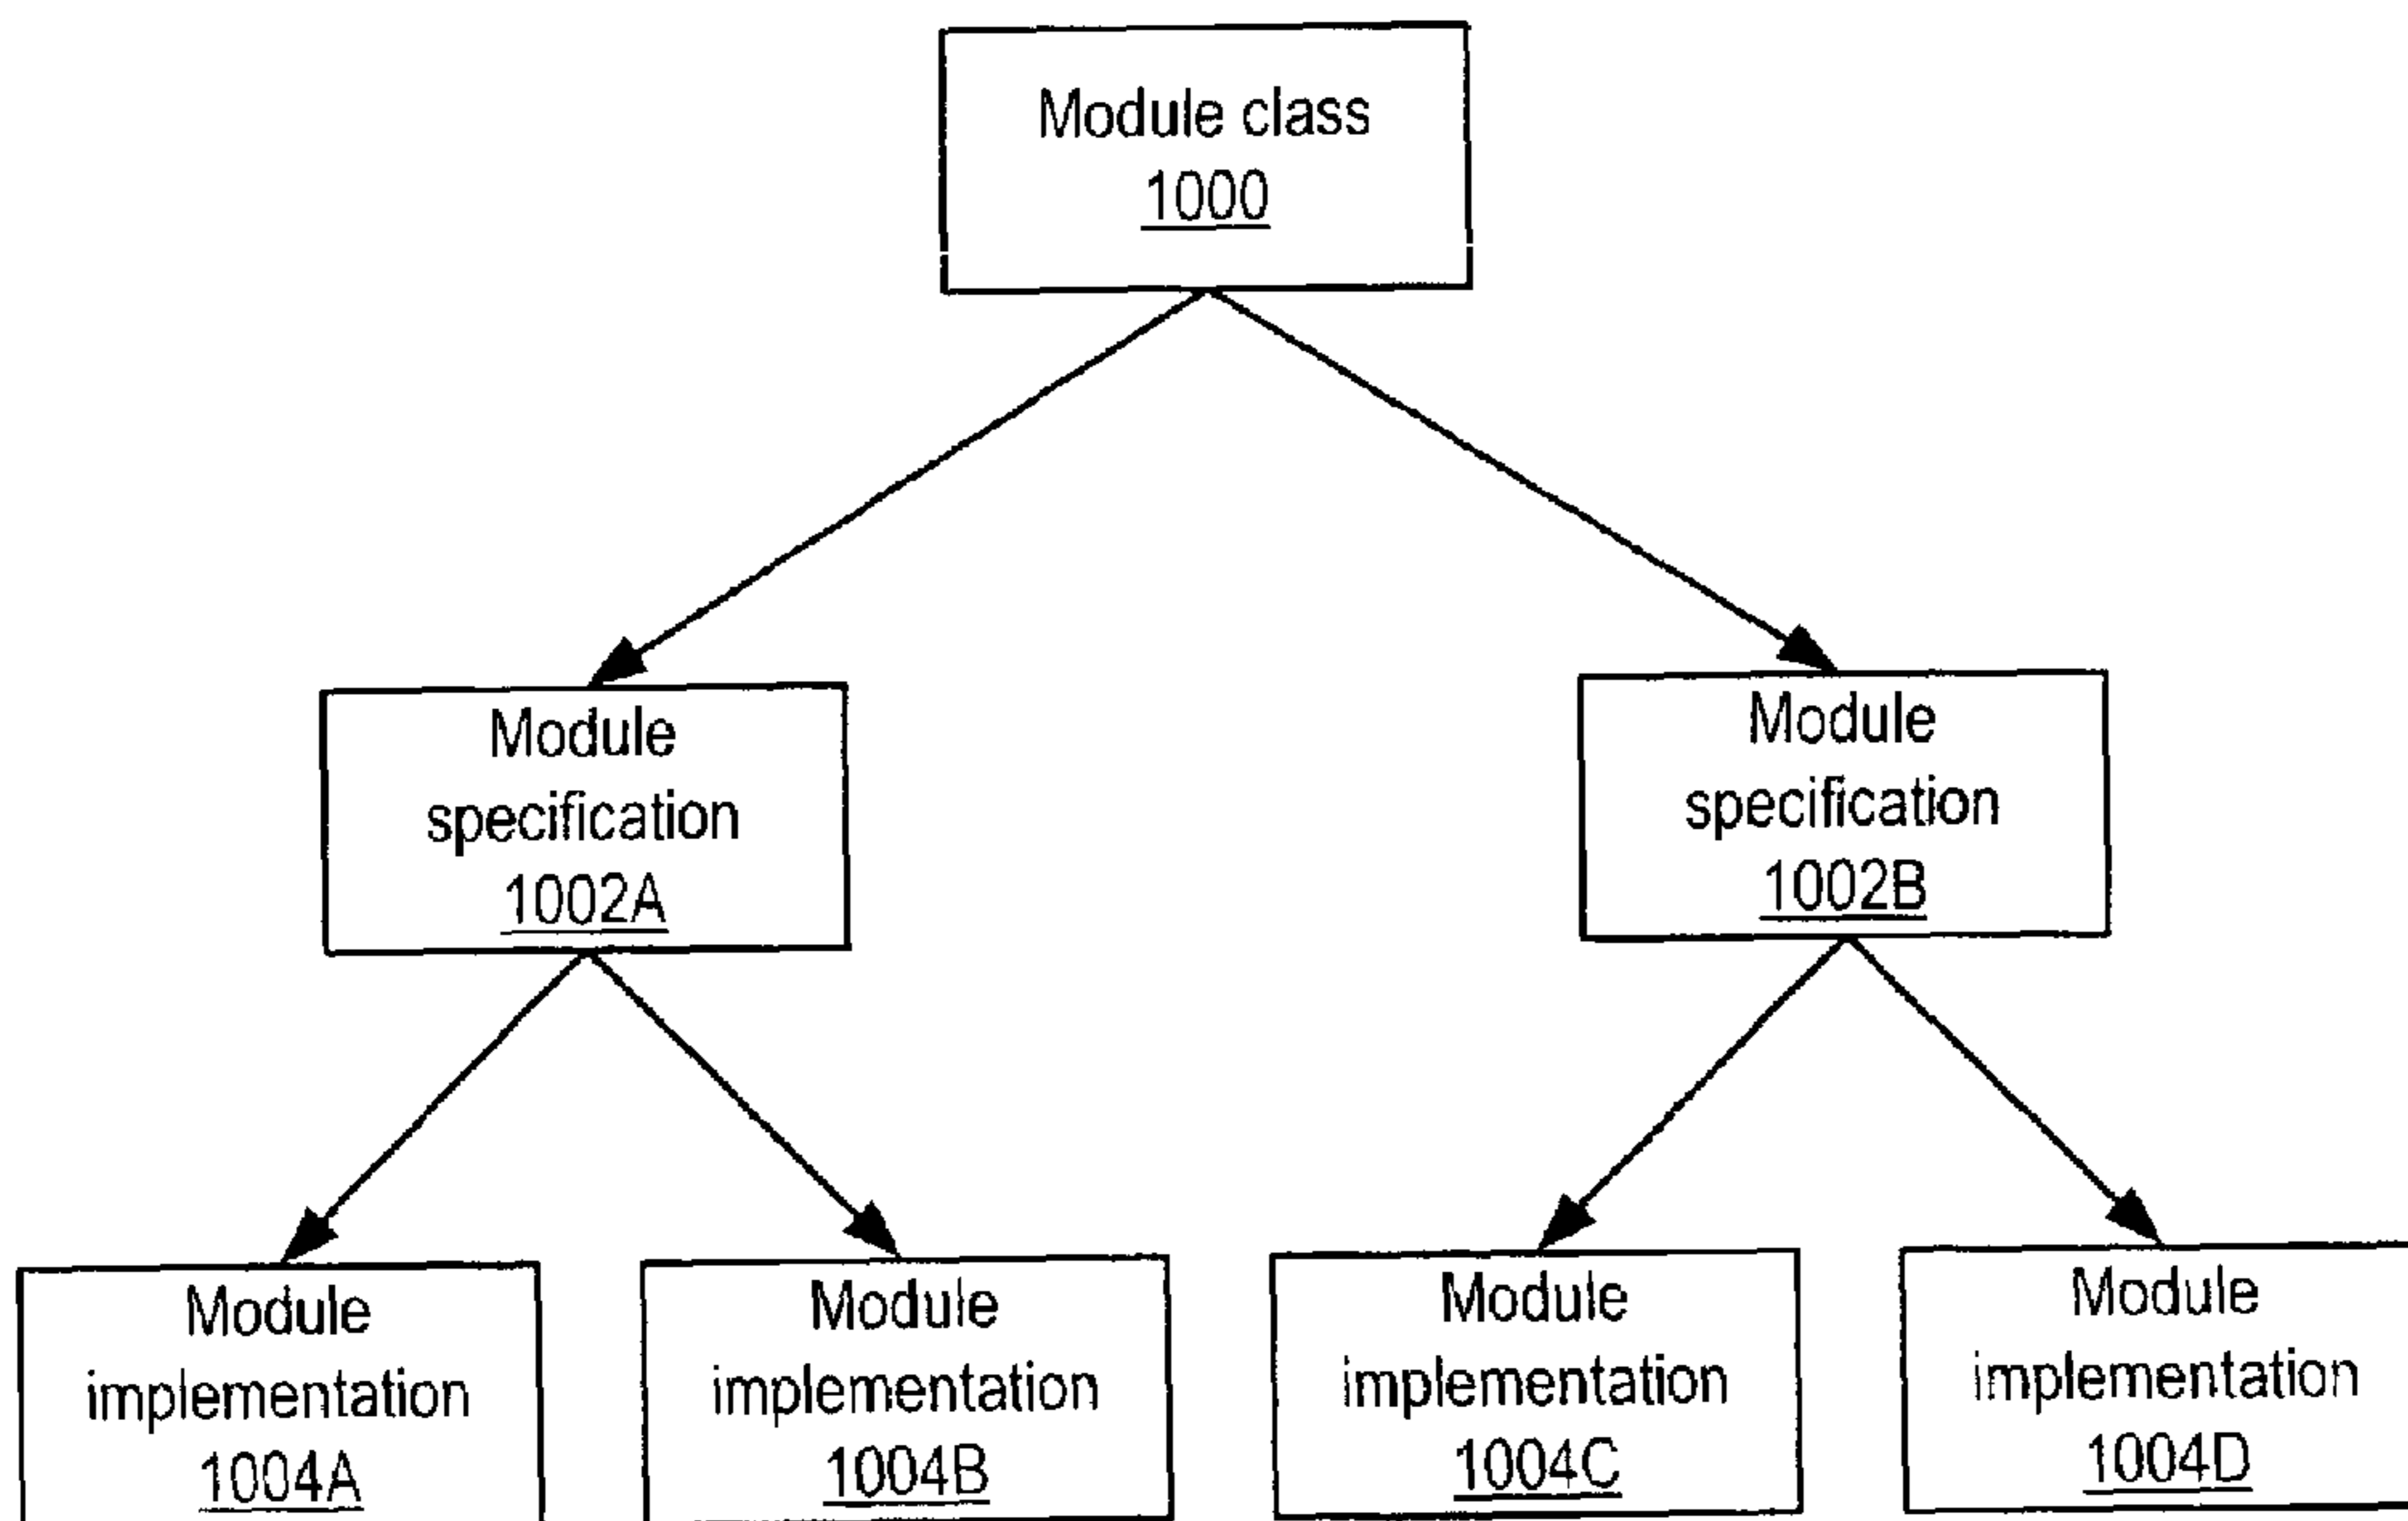 Module class
1000
Module
specification
1002A
Module
specification
1002B
Module
implementation
1004A
Module
implementation
1004B
Module
implementation
1004C
Module
implementation
1004D